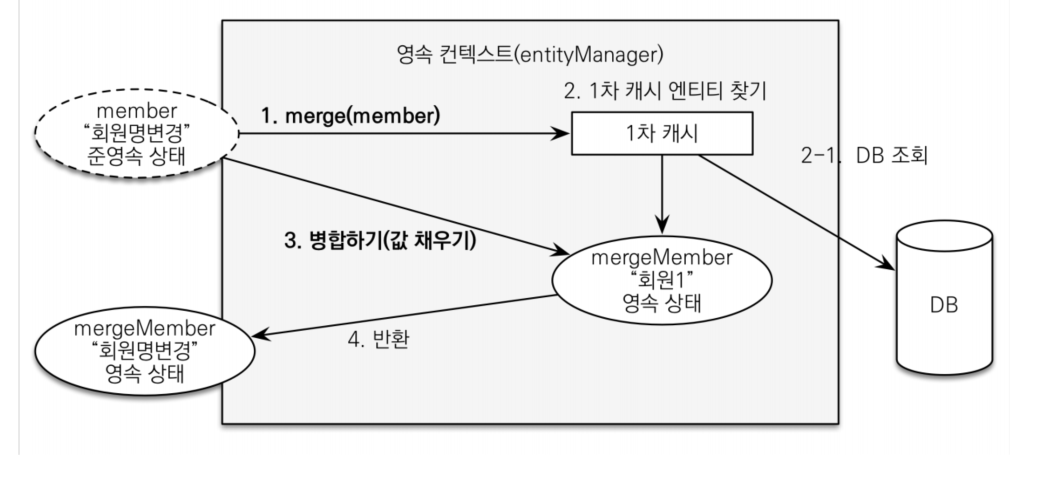 영속 컨텍스트(entityManager)
member
“회원명변경”
준영속 상태
1. merge(member)
2. 1차 캐시 엔티티 찾기
1차 캐시
2-1. DB 조회
3. 병합하기(값 채우기)
mergeMember
“회원1”
영속 상태
DB
4. 반환
mergeMember
“회원명변경”
영속 상태